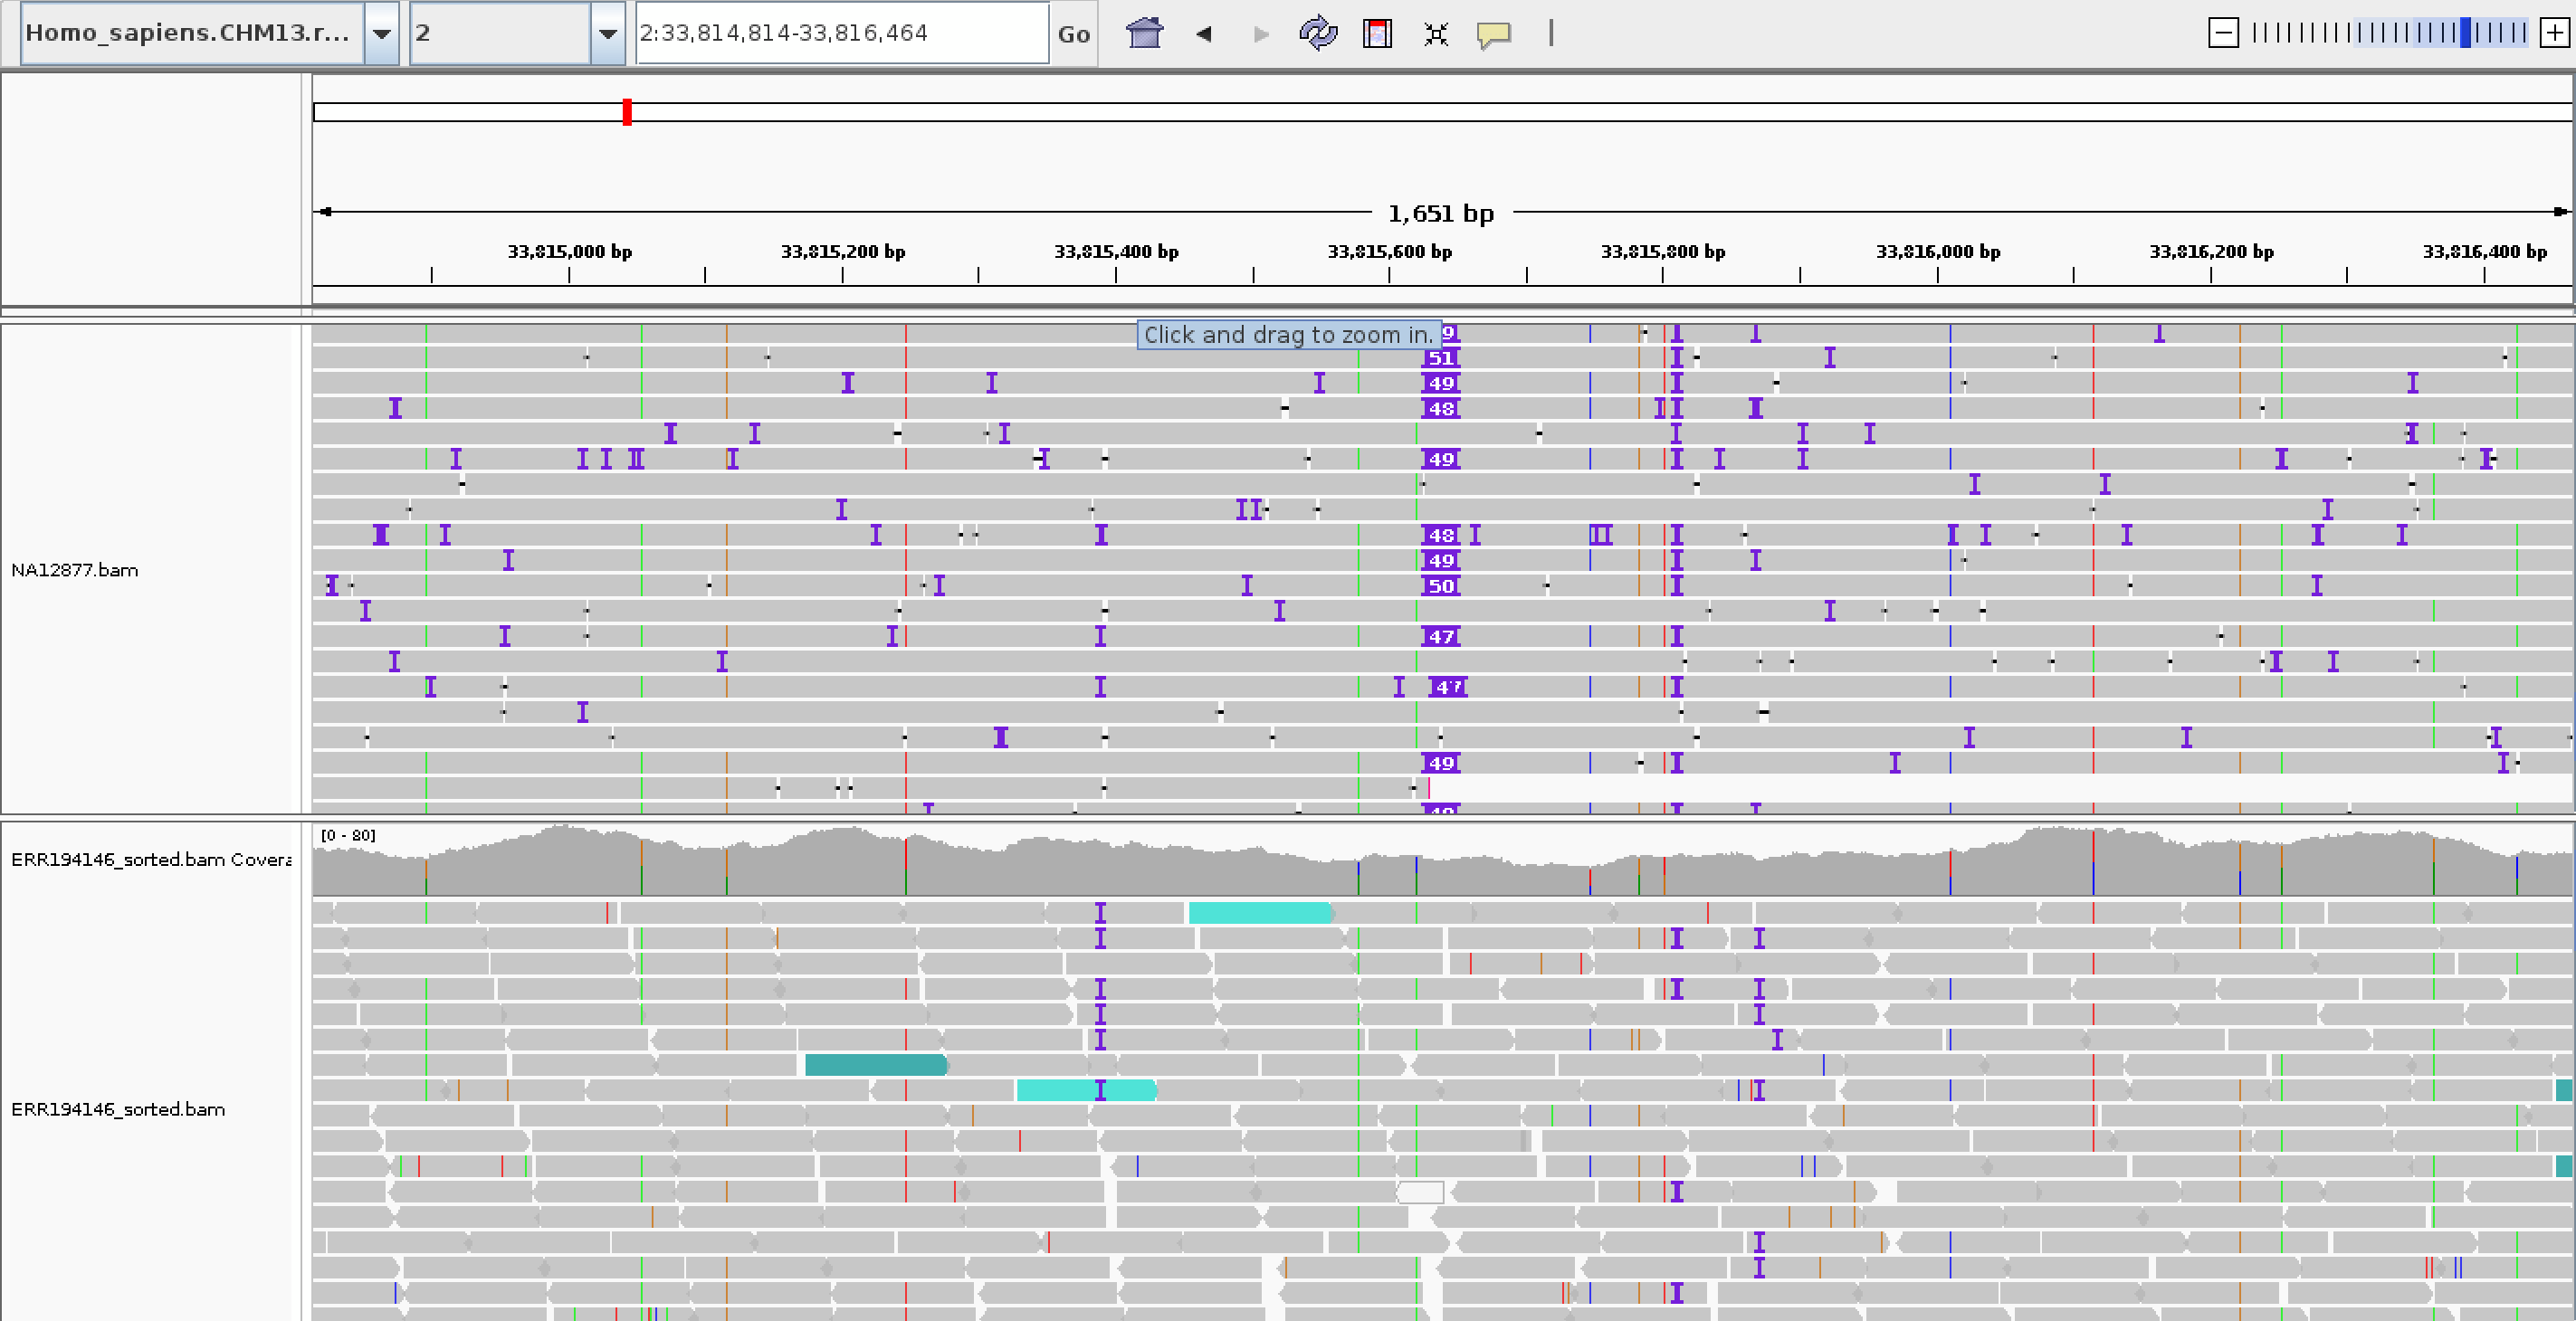 Homo_sapiens.CHM13.r... 2 2:33,814,814-33,816,464 Go
1,651 bp
33,815,000 bp 33,815,200 bp 33,815,400 bp 33,815,600 bp 33,815,800 bp 33,816,000 bp 33,816,200 bp 33,816,400 bp
Click and drag to zoom in. 9
51
49
48
49
48
NA12877.bam 49
50
47
47
49
[0 - 80]
ERR194146_sorted.bam Covera
ERR194146_sorted.bam